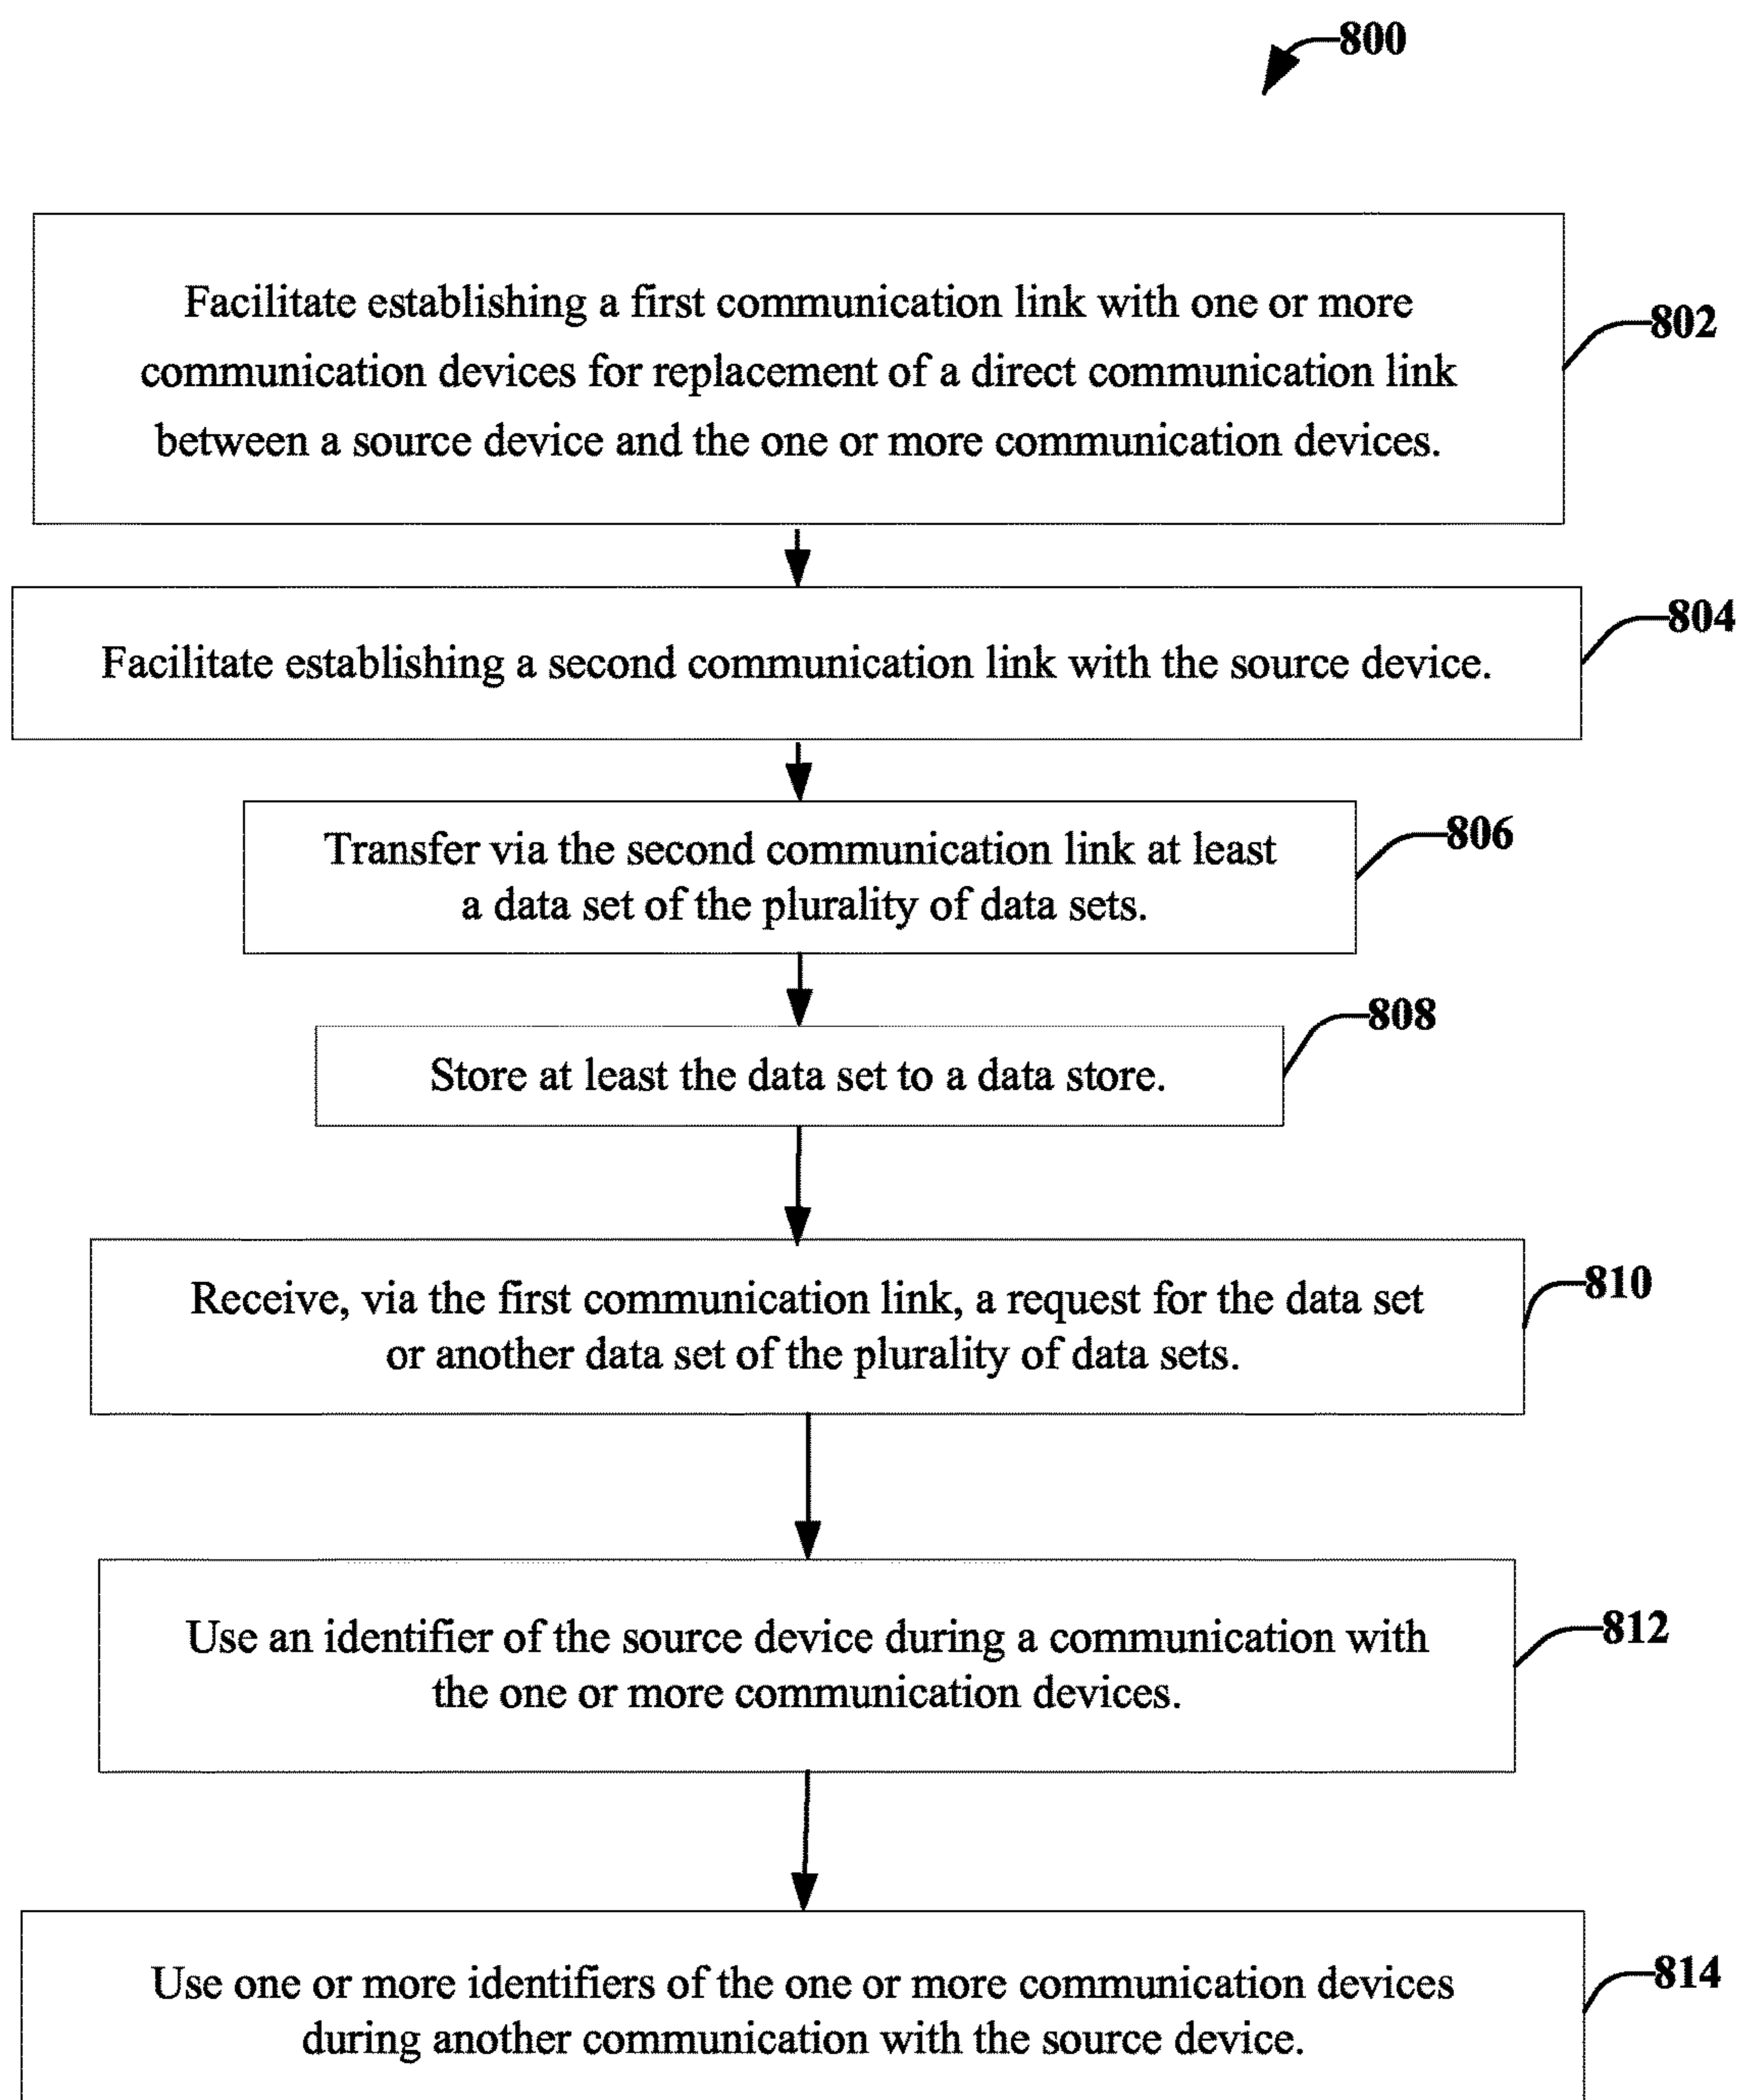 800
Facilitate establishing a first communication link with one or more
communication devices for replacement of a direct communication link
between a source device and the one or more communication devices.
802
Facilitate establishing a second communication link with the source device.
804
Transfer via the second communication link at least
a data set of the plurality of data sets.
806
Store at least the data set to a data store.
808
Receive, via the first communication link, a request for the data set
or another data set of the plurality of data sets.
810
Use an identifier of the source device during a communication with
the one or more communication devices.
812
Use one or more identifiers of the one or more communication devices
during another communication with the source device.
814